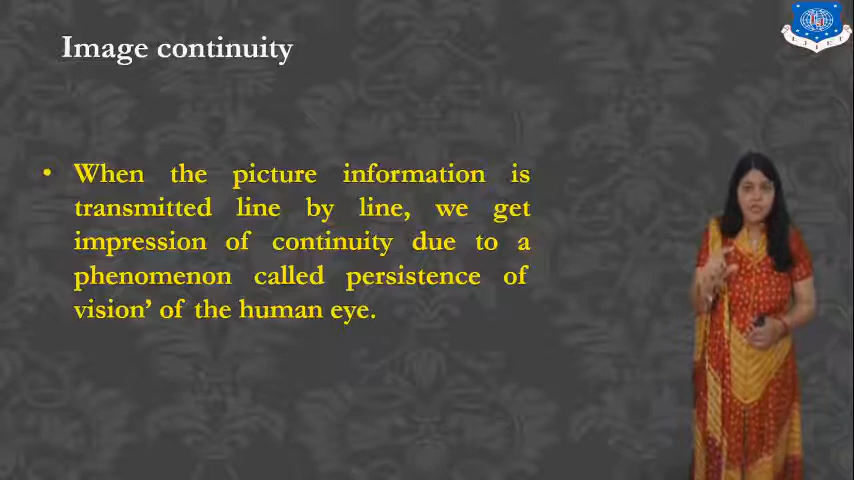 Image continuity
• When the picture information is
transmitted line by line, we get
impression of continuity due to a
phenomenon called persistence of
vision’ of the human eye.
LJIET